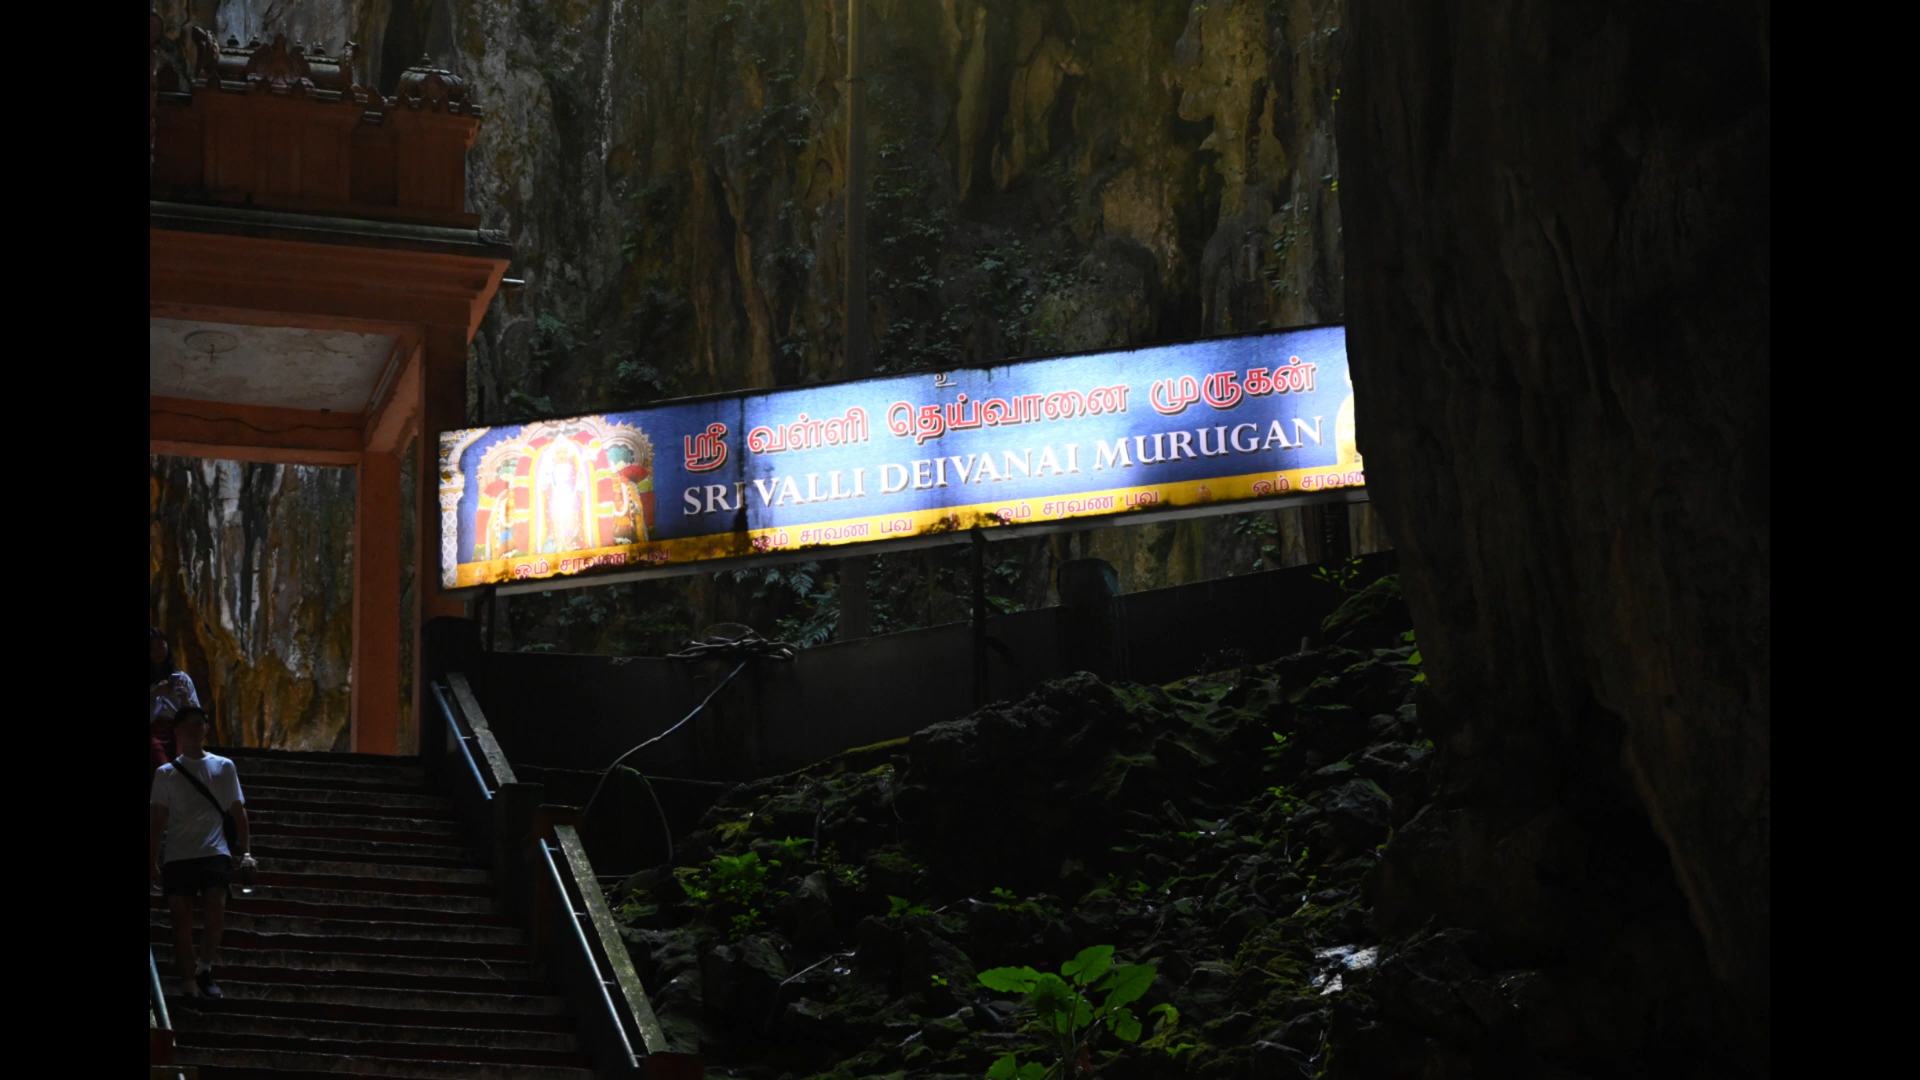 உ
ஸ்ரீ வள்ளி தெய்வானை முருகன்
SRI VALLI DEIVANAI MURUGAN
ஓம் சரவண பவ ஓம் சரவண பவ ஓம் சரவண பவ ஓம் சரவண